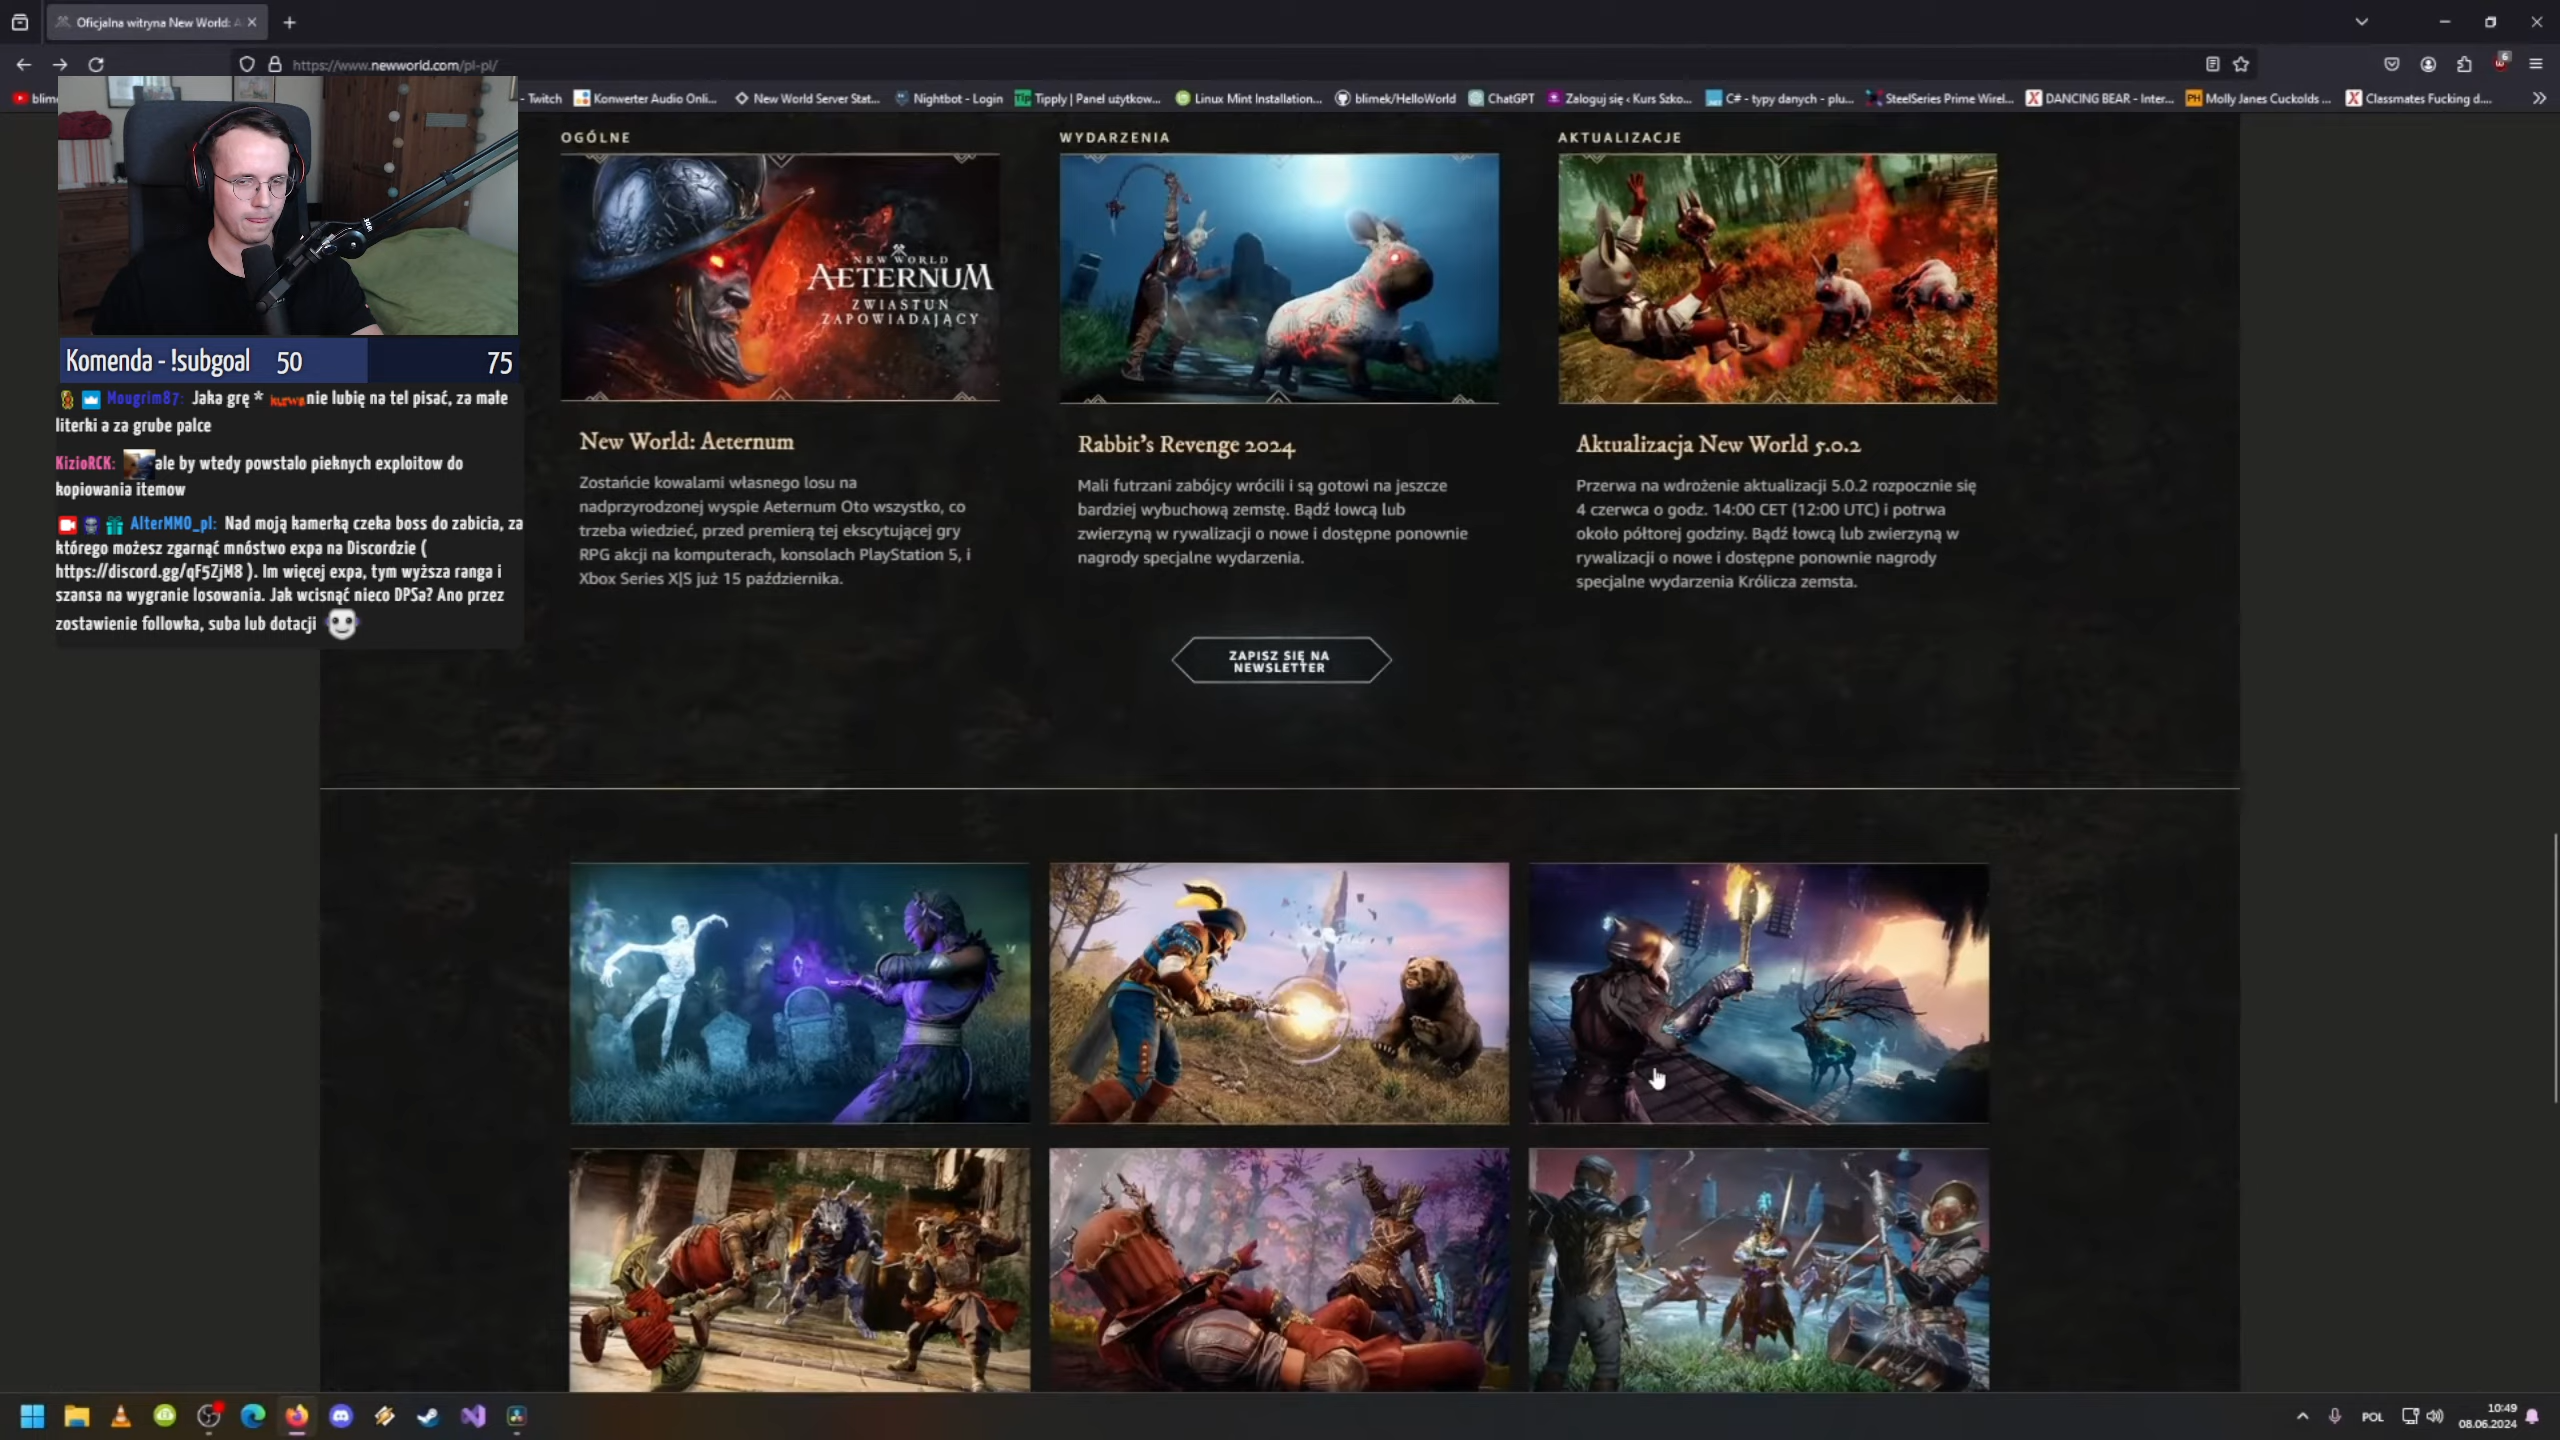 Oficjalna witryna New World: A
https://www.newworld.com/pl-pl/
6
blim
- Twitch
Konwerter Audio Onli...
New World Server Stat...
Nightbot - Login
Tipply | Panel użytkow...
Linux Mint Installation...
blimek/HelloWorld
ChatGPT
Zaloguj się ‹ Kurs Szko...
C# - typy danych - plu...
SteelSeries Prime Wirel...
DANCING BEAR - Inter...
Molly Janes Cuckolds ...
Classmates Fucking d....
Komenda - !subgoal 50 75
Mougrim87: Jaka grę * kurwa nie lubię na tel pisać, za małe
literki a za grube palce
KizioRCK: ale by wtedy powstalo pieknych exploitow do
kopiowania itemow
AlterMMO_pl: Nad moją kamerką czeka boss do zabicia, za
którego możesz zgarnąć mnóstwo expa na Discordzie (
https://discord.gg/qF5ZjM8 ). Im więcej expa, tym wyższa ranga i
szansa na wygranie losowania. Jak wcisnąć nieco DPSa? Ano przez
zostawienie followka, suba lub dotacji
OGÓLNE
NEW WORLD
AETERNUM
ZWIASTUN
ZAPOWIADAJĄCY
New World: Aeternum
Zostańcie kowalami własnego losu na
nadprzyrodzonej wyspie Aeternum Oto wszystko, co
trzeba wiedzieć, przed premierą tej ekscytującej gry
RPG akcji na komputerach, konsolach PlayStation 5, i
Xbox Series X|S już 15 października.
WYDARZENIA
Rabbit's Revenge 2024
Mali futrzani zabójcy wrócili i są gotowi na jeszcze
bardziej wybuchową zemstę. Bądź łowcą lub
zwierzyną w rywalizacji o nowe i dostępne ponownie
nagrody specjalne wydarzenia.
AKTUALIZACJE
Aktualizacja New World 5.0.2
Przerwa na wdrożenie aktualizacji 5.0.2 rozpocznie się
4 czerwca o godz. 14:00 CET (12:00 UTC) i potrwa
około półtorej godziny. Bądź łowcą lub zwierzyną w
rywalizacji o nowe i dostępne ponownie nagrody
specjalne wydarzenia Królicza zemsta.
ZAPISZ SIĘ NA
NEWSLETTER
POL
10:49
08.06.2024